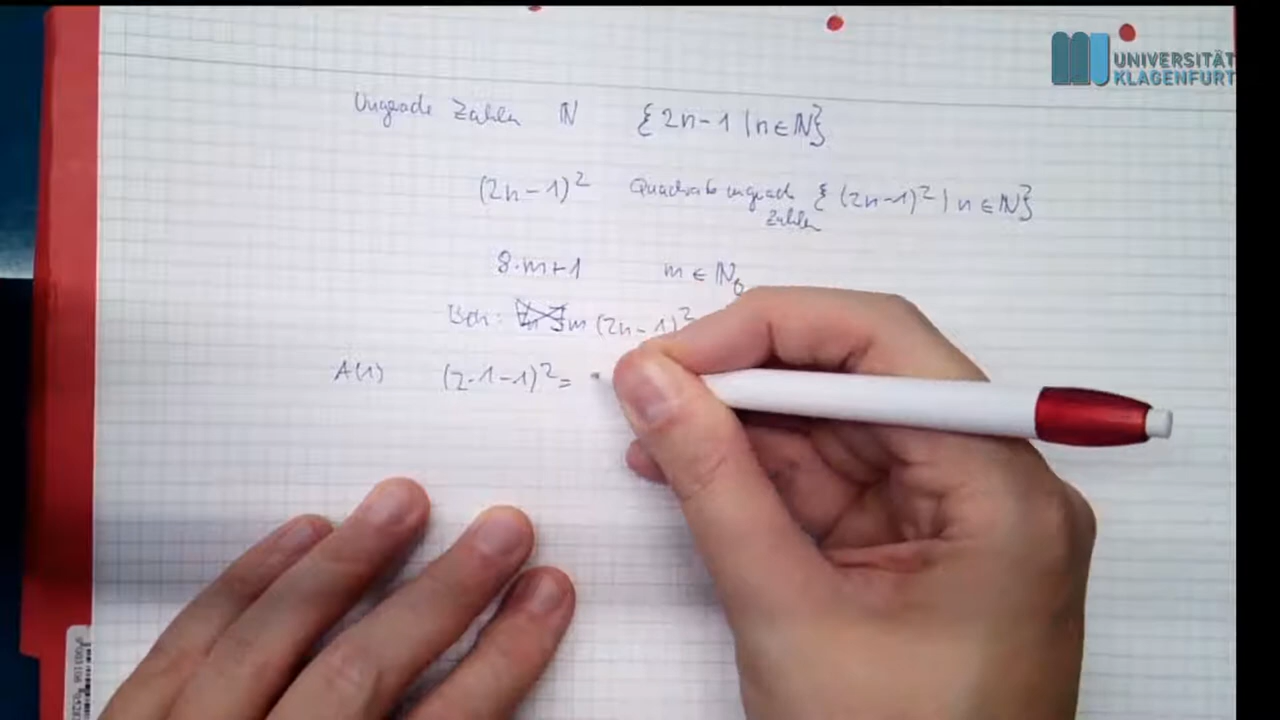 UNIVERSITÄT
KLAGENFURT
Ungerade Zahlen ℕ {2n-1 | n∈ℕ}
(2n-1)² Quadrate ungerade {(2n-1)² | n∈ℕ}
Zahlen
8·m+1 m∈ℕ₀
Beh: (2n-1)²
A(1) (2·1-1)² =